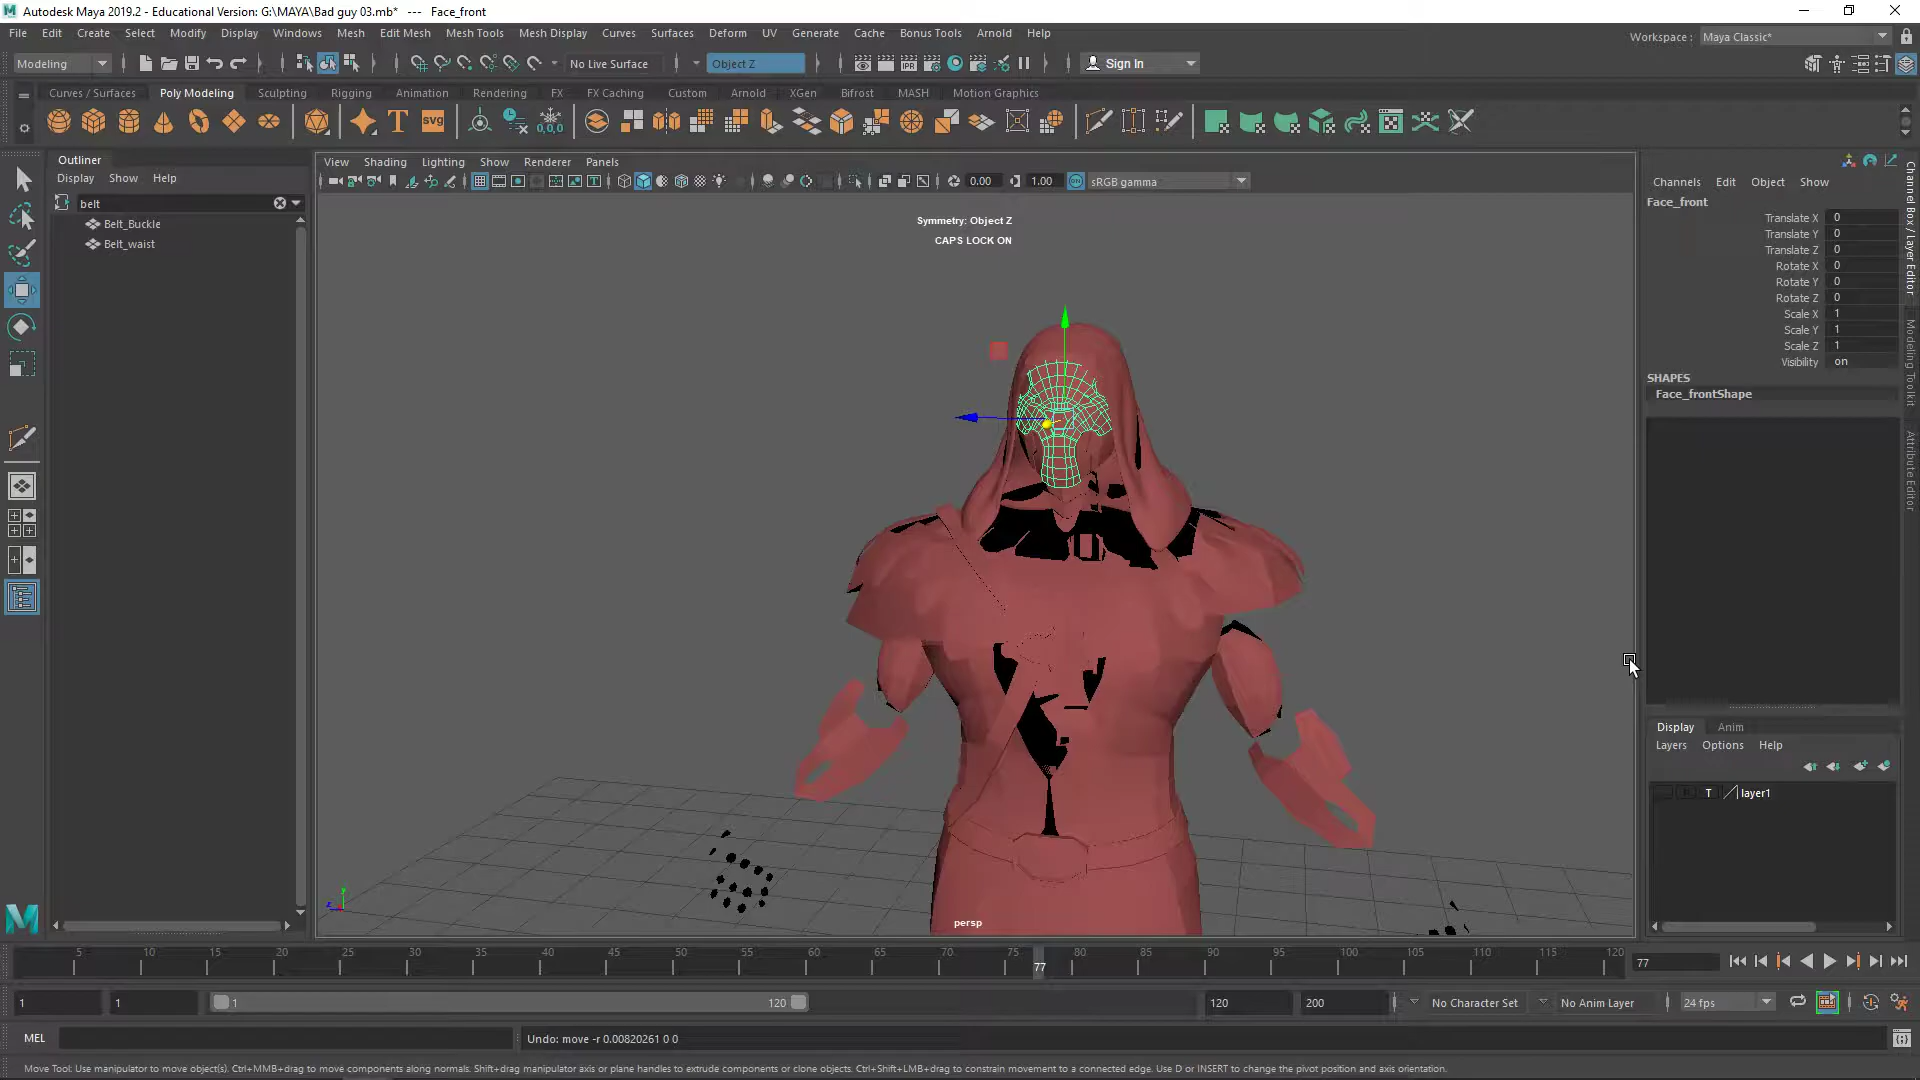 Autodesk Maya 2019.2 - Educational Version: G:\MAYA\Bad guy 03.mb* --- Face_front
File Edit Create Select Modify Display Windows Mesh Edit Mesh Mesh Tools Mesh Display Curves Surfaces Deform UV Generate Cache Bonus Tools Arnold Help
Workspace : Maya Classic*
Modeling No Live Surface Object Z Sign In
Curves / Surfaces Poly Modeling Sculpting Rigging Animation Rendering FX FX Caching Custom Arnold XGen Bifrost MASH Motion Graphics
Outliner
Display Show Help
belt
Belt_Buckle
Belt_waist
View Shading Lighting Show Renderer Panels
0.00 1.00 sRGB gamma
Symmetry: Object Z
CAPS LOCK ON
persp
Channels Edit Object Show
Face_front
Translate X 0
Translate Y 0
Translate Z 0
Rotate X 0
Rotate Y 0
Rotate Z 0
Scale X 1
Scale Y 1
Scale Z 1
Visibility on
SHAPES
Face_frontShape
Channel Box / Layer Editor
Modeling Toolkit
Attribute Editor
Display Anim
Layers Options Help
T layer1
5 10 15 20 25 30 35 40 45 50 55 60 65 70 75 80 85 90 95 100 105 110 115 120
77
77
1 1 1 120 120 200 No Character Set No Anim Layer 24 fps
MEL Undo: move -r 0.00820261 0 0
Move Tool: Use manipulator to move object(s). Ctrl+MMB+drag to move components along normals. Shift+drag manipulator axis or plane handles to extrude components or clone objects. Ctrl+Shift+LMB+drag to constrain movement to a connected edge. Use D or INSERT to change the pivot position and axis orientation.